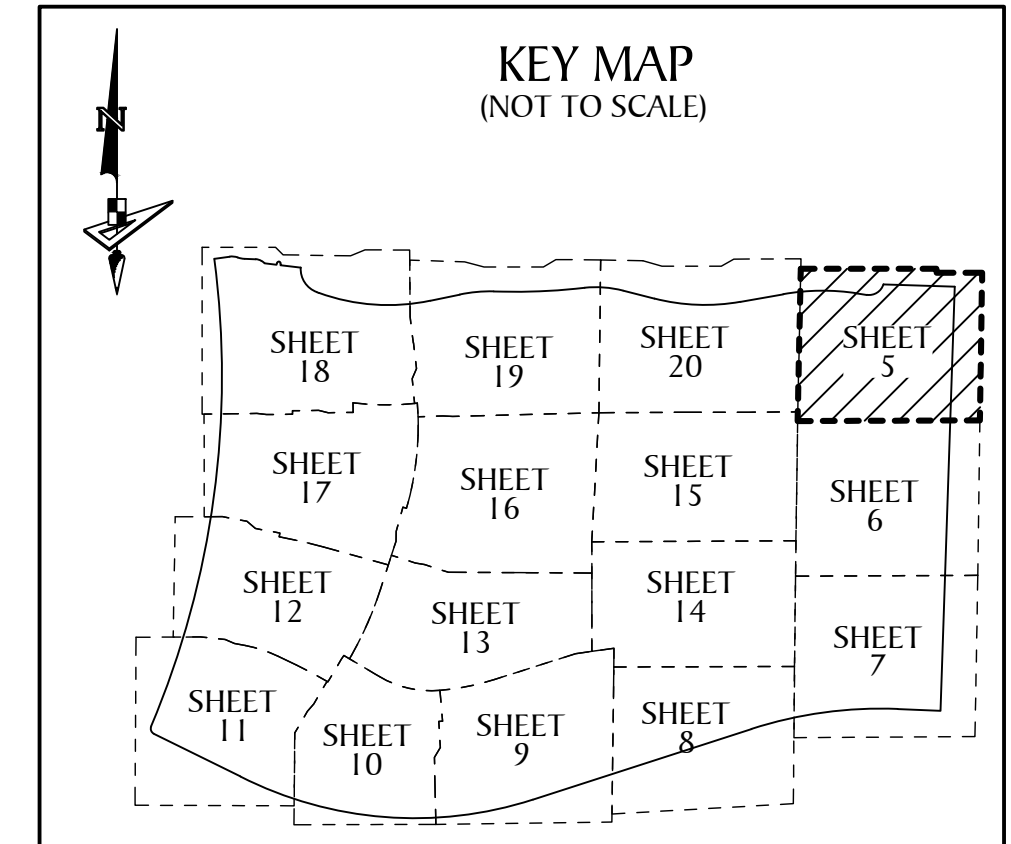 KEY MAP
(NOT TO SCALE)
N
SHEET
18
SHEET
19
SHEET
20
SHEET
5
SHEET
17
SHEET
16
SHEET
15
SHEET
6
SHEET
12
SHEET
13
SHEET
14
SHEET
7
SHEET
11
SHEET
10
SHEET
9
SHEET
8